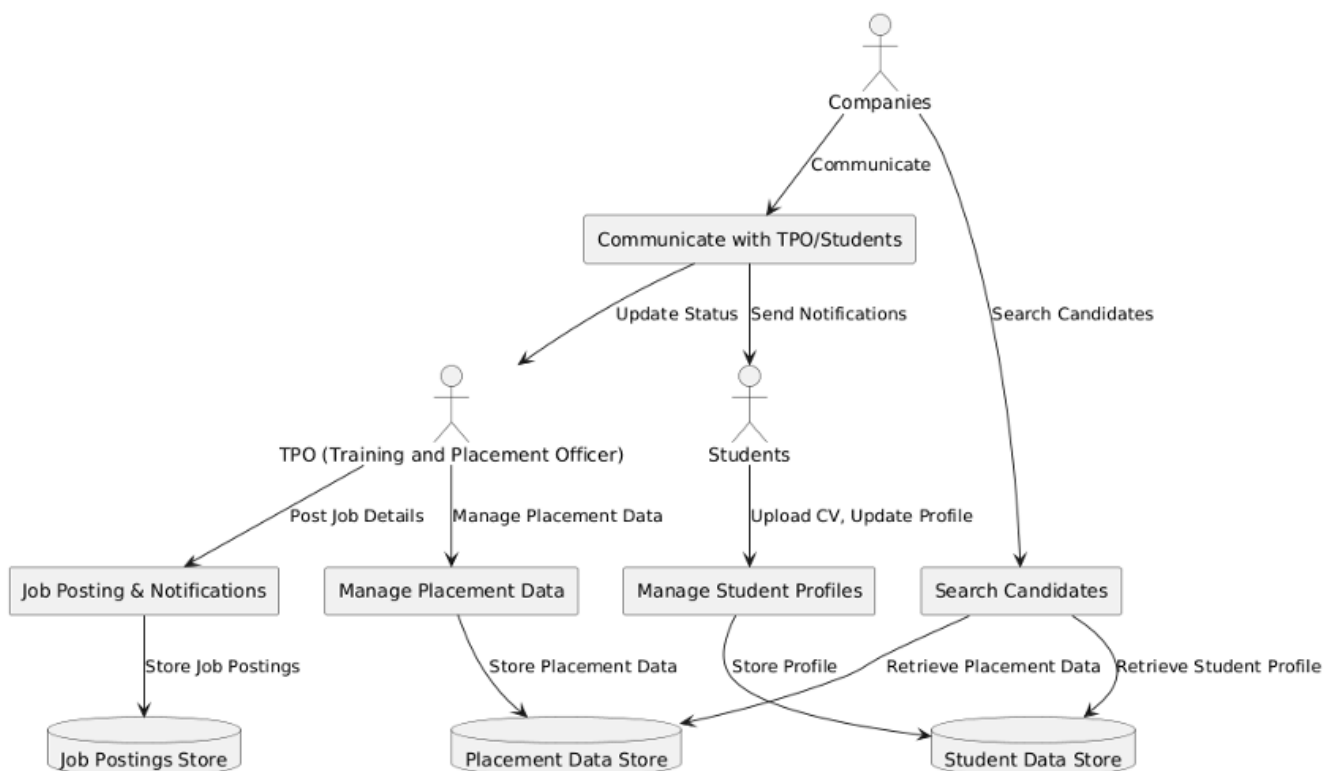 Companies
Communicate
Communicate with TPO/Students
Update Status
Send Notifications
Search Candidates
TPO (Training and Placement Officer)
Students
Post Job Details
Manage Placement Data
Upload CV, Update Profile
Job Posting & Notifications
Manage Placement Data
Manage Student Profiles
Search Candidates
Store Job Postings
Store Placement Data
Store Profile
Retrieve Placement Data
Retrieve Student Profile
Job Postings Store
Placement Data Store
Student Data Store